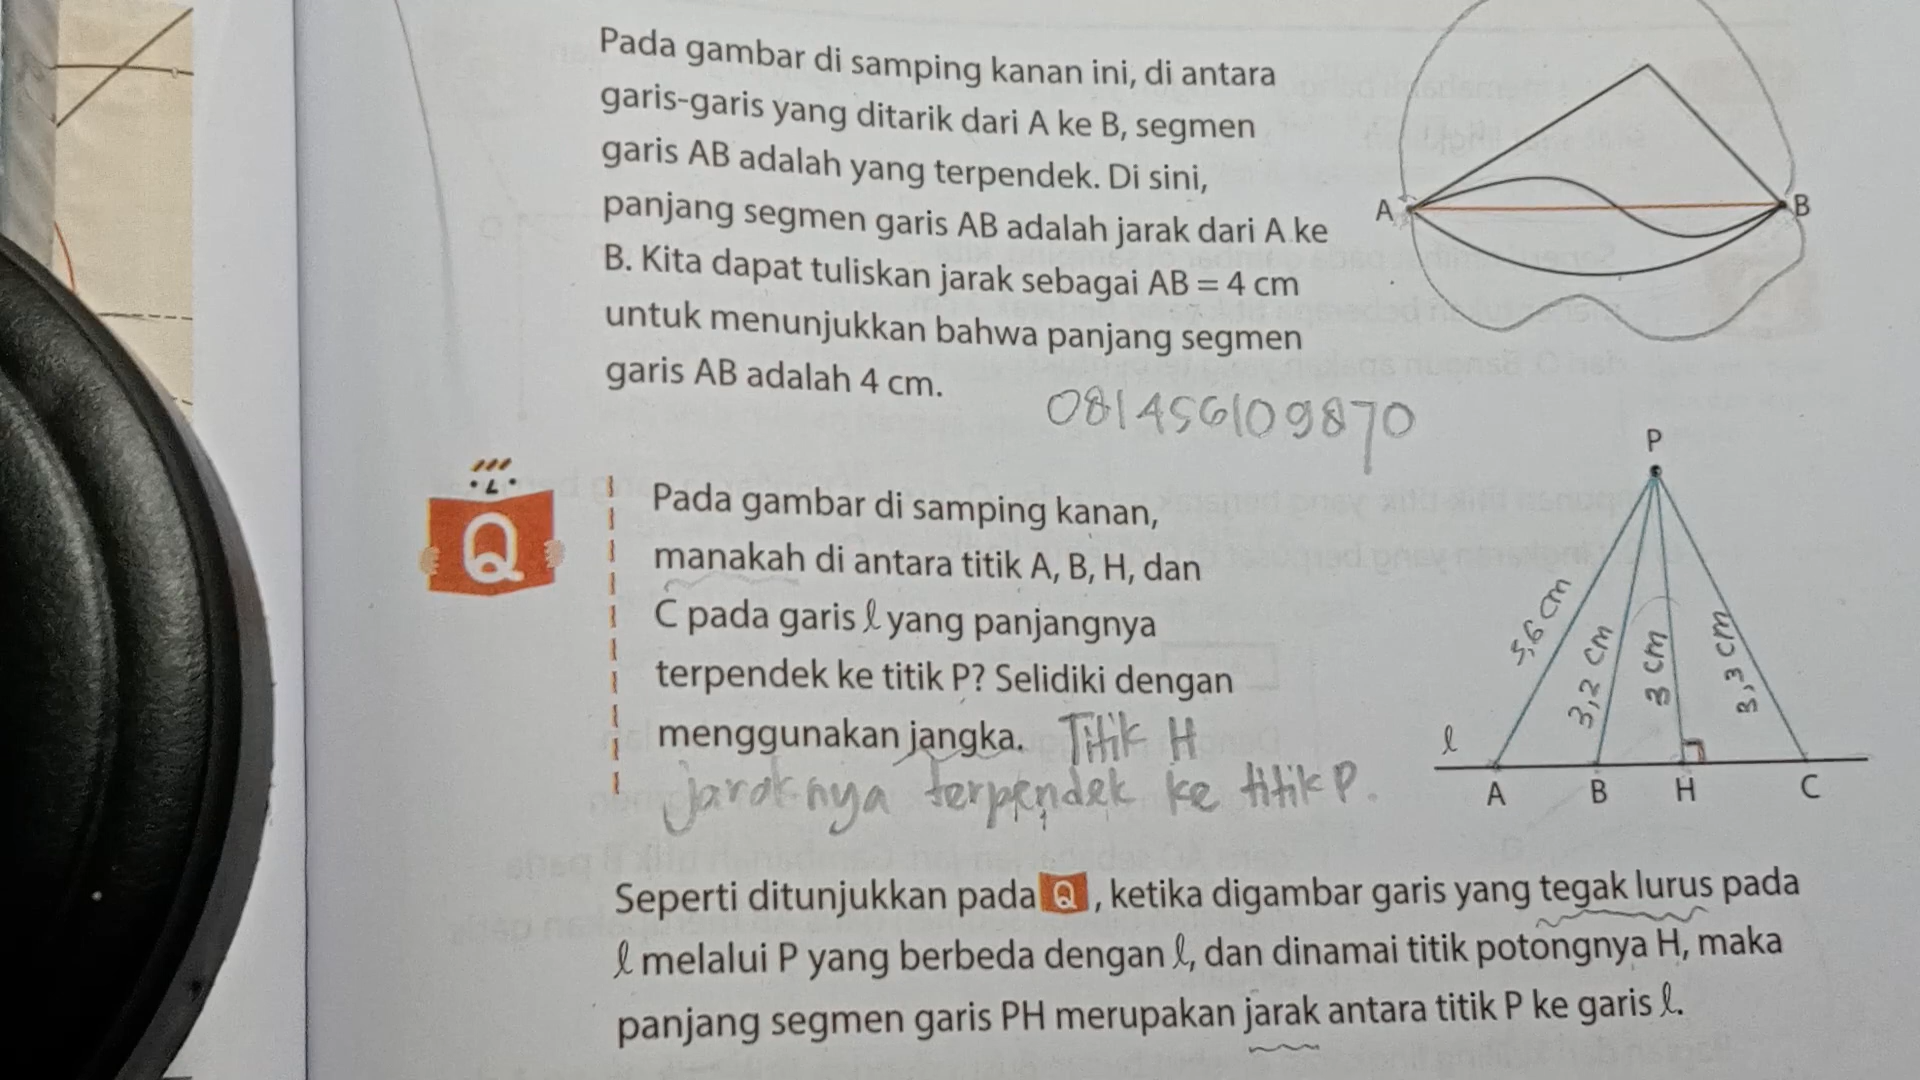 Pada gambar di samping kanan ini, di antara
garis-garis yang ditarik dari A ke B, segmen
garis AB adalah yang terpendek. Di sini,
panjang segmen garis AB adalah jarak dari A ke
B. Kita dapat tuliskan jarak sebagai AB = 4 cm
untuk menunjukkan bahwa panjang segmen
garis AB adalah 4 cm.
A
B
081456109870
Q
Pada gambar di samping kanan,
manakah di antara titik A, B, H, dan
C pada garis ℓ yang panjangnya
terpendek ke titik P? Selidiki dengan
menggunakan jangka. Titik H
jaraknya terpendek ke titik P.
P
3,6 cm
3,2 cm
3 cm
3,3 cm
ℓ
A B H C
Seperti ditunjukkan pada Q, ketika digambar garis yang tegak lurus pada
ℓ melalui P yang berbeda dengan ℓ, dan dinamai titik potongnya H, maka
panjang segmen garis PH merupakan jarak antara titik P ke garis ℓ.